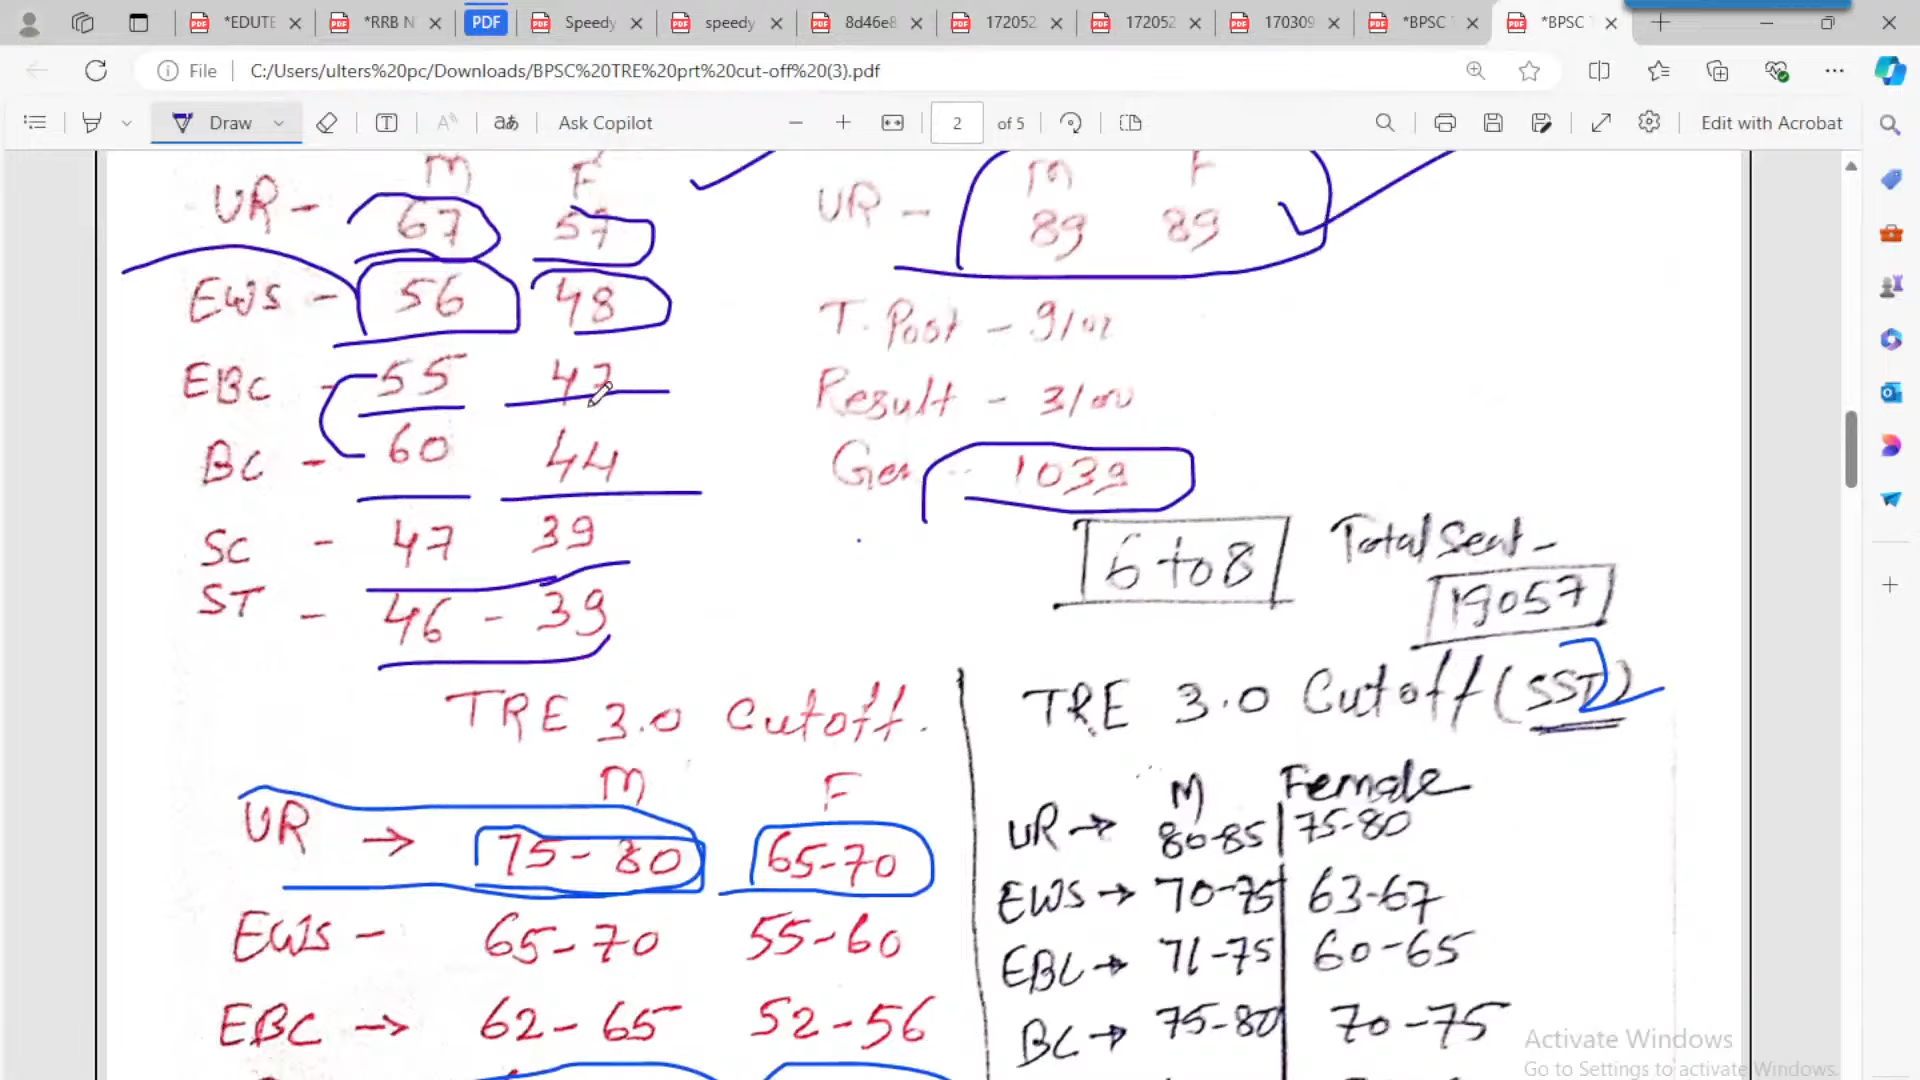 *EDUTE
*RRB N
PDF
Speedy
speedy
8d46e8
172052
172052
170309
*BPSC
*BPSC
File
C:/Users/ulters%20pc/Downloads/BPSC%20TRE%20prt%20cut-off%20(3).pdf
Draw
Ask Copilot
2
of 5
Edit with Acrobat
M F
UR - 67 57
EWS - 56 48
EBC - 55 47
BC - 60 44
SC - 47 39
ST - 46 - 39
M F
UR - 89 89
T. Post -
Result -
Gen - 1039
6 to 8
Total Seat -
19057
TRE 3.0 Cutoff.
M F
UR → 75-80 65-70
EWS - 65-70 55-60
EBC → 62-65 52-56
TRE 3.0 Cutoff (SST)
M Female
UR → 80-85 75-80
EWS → 70-75 63-67
EBC → 71-75 60-65
BC → 75-80 70-75
Activate Windows
Go to Settings to activate Windows.